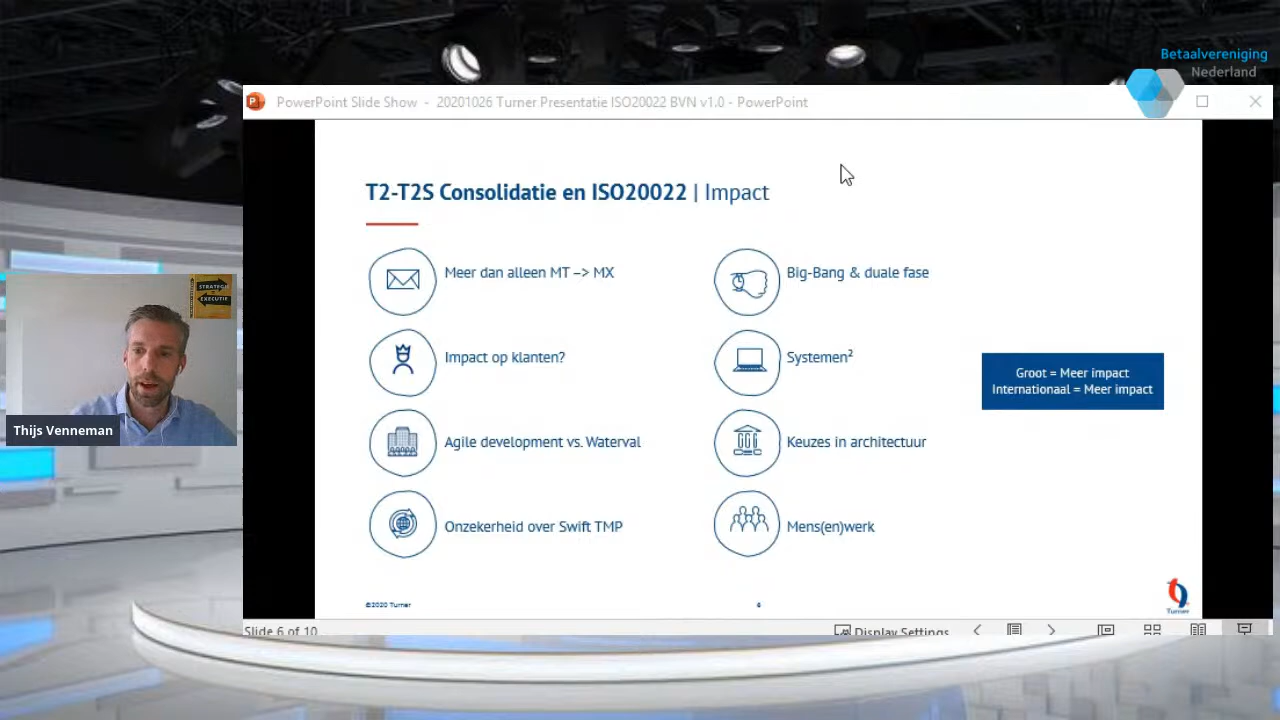 Betaalvereniging
Nederland
PowerPoint Slide Show - 20201026 Turner Presentatie ISO20022 BVN v1.0 - PowerPoint
T2-T2S Consolidatie en ISO20022 | Impact
Meer dan alleen MT –> MX
Big-Bang & duale fase
Impact op klanten?
Systemen²
Groot = Meer impact
Internationaal = Meer impact
STRATEGIE
EXECUTIE
Thijs Venneman
Agile development vs. Waterval
Keuzes in architectuur
Onzekerheid over Swift TMP
Mens(en)werk
©2020 Turner
6
Turner
Slide 6 of 10
Display Settings